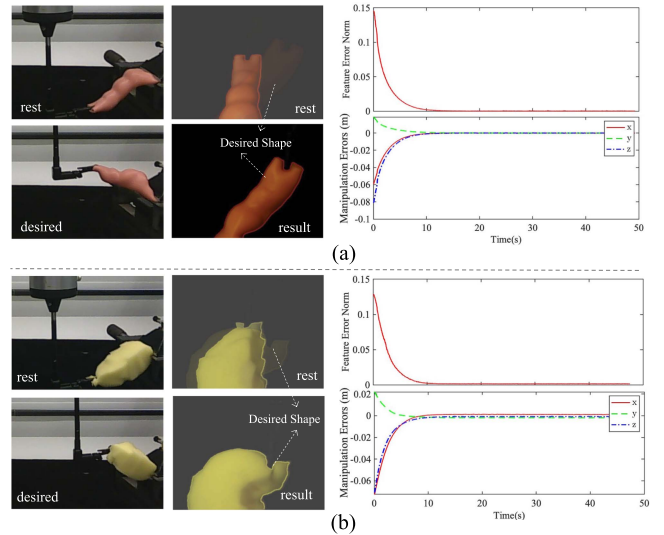 rest
rest
Desired Shape
desired
result
Feature Error Norm
0.15
0.10
0.05
0
Manipulation Errors (m)
0
-0.02
-0.04
-0.06
-0.08
-0.1
x
y
z
0
10
20
30
40
50
Time(s)
(a)
rest
rest
Desired Shape
desired
result
Feature Error Norm
0.15
0.10
0.05
0
Manipulation Errors (m)
0.02
0
-0.02
-0.04
-0.06
x
y
z
0
10
20
30
40
50
Time(s)
(b)